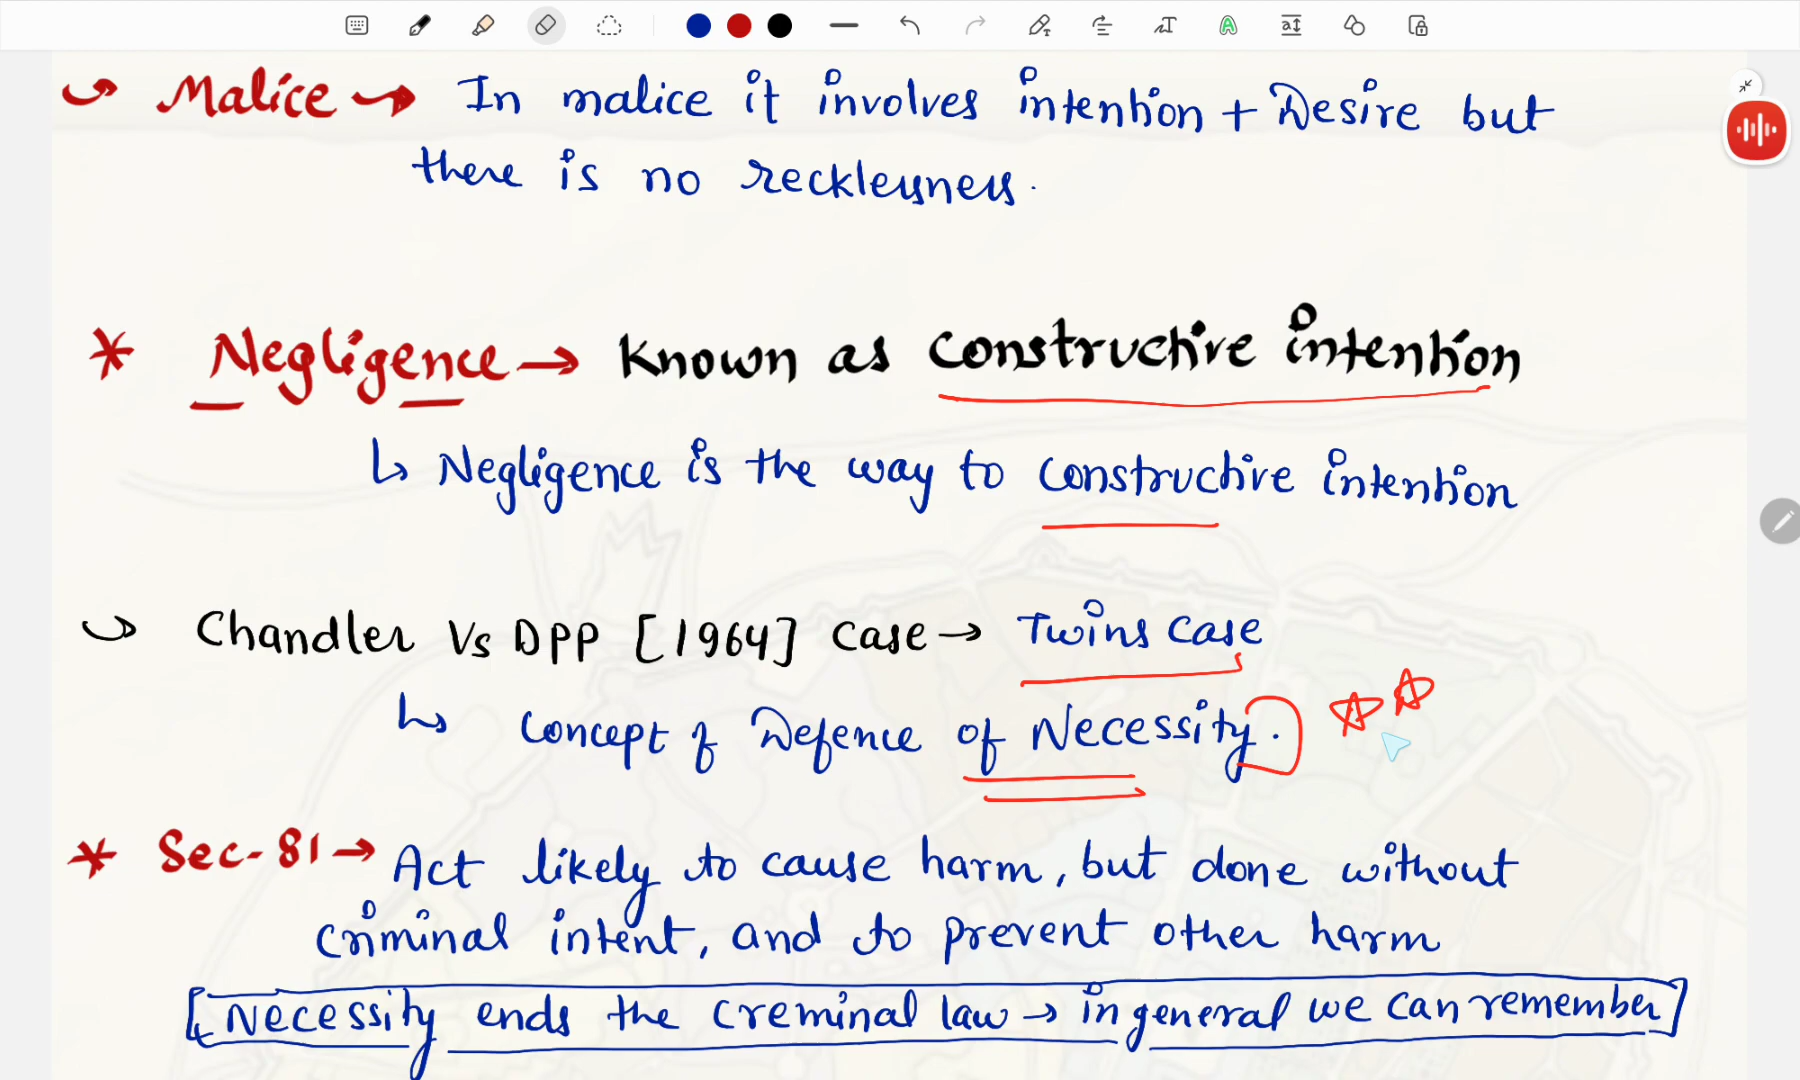 Malice → In malice it involves intention + Desire but
there is no recklessness.
* Negligence → Known as constructive intention
↳ Negligence is the way to constructive intention
Chandler Vs DPP [1964] Case → Twins Case
↳ Concept of Defence of Necessity.
* Sec-81 → Act likely to cause harm, but done without
criminal intent, and to prevent other harm
[Necessity ends the creminal law → in general we can remember]